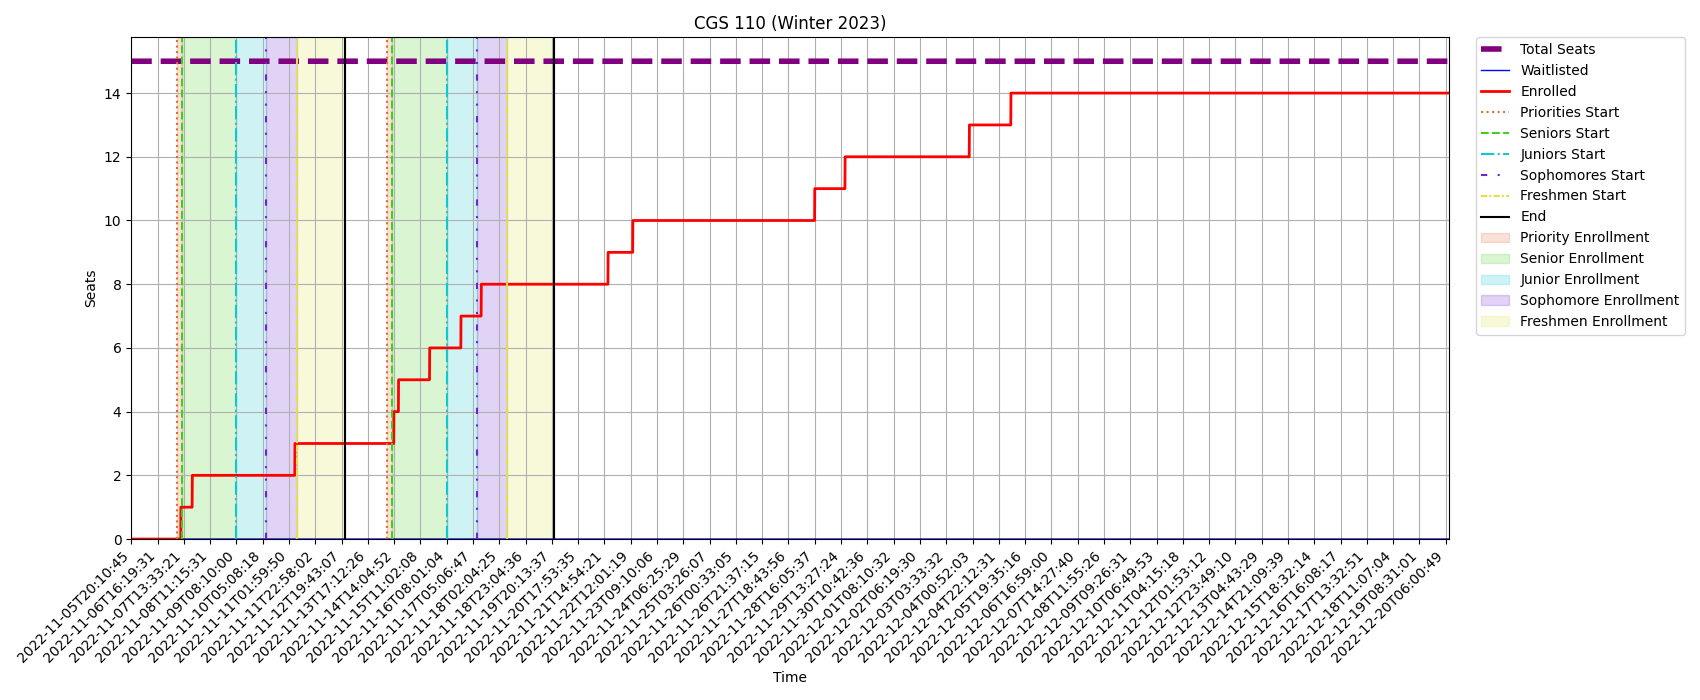 CGS 110 (Winter 2023)
Seats
14
12
10
8
6
4
2
0
2022-11-05T20:10:45
2022-11-06T16:19:31
2022-11-07T13:33:21
2022-11-08T11:15:31
2022-11-09T08:10:00
2022-11-10T05:08:18
2022-11-11T01:59:50
2022-11-11T22:58:02
2022-11-12T19:43:07
2022-11-13T17:12:26
2022-11-14T14:04:52
2022-11-15T11:02:08
2022-11-16T08:01:04
2022-11-17T05:06:47
2022-11-18T02:04:25
2022-11-18T23:04:36
2022-11-19T20:13:37
2022-11-20T17:53:35
2022-11-21T14:54:21
2022-11-22T12:01:19
2022-11-23T09:10:06
2022-11-24T06:25:29
2022-11-25T03:26:07
2022-11-26T00:33:05
2022-11-26T21:37:15
2022-11-27T18:43:56
2022-11-28T16:05:37
2022-11-29T13:27:24
2022-11-30T10:42:36
2022-12-01T08:10:32
2022-12-02T06:19:30
2022-12-03T03:33:32
2022-12-04T00:52:03
2022-12-04T22:12:31
2022-12-05T19:35:16
2022-12-06T16:59:00
2022-12-07T14:27:40
2022-12-08T11:55:26
2022-12-09T09:26:31
2022-12-10T06:49:53
2022-12-11T04:15:18
2022-12-12T01:53:12
2022-12-12T23:49:10
2022-12-13T04:43:29
2022-12-14T21:09:39
2022-12-15T18:32:14
2022-12-16T16:08:17
2022-12-17T13:32:51
2022-12-18T11:07:04
2022-12-19T08:31:01
2022-12-20T06:00:49
Time
Total Seats
Waitlisted
Enrolled
Priorities Start
Seniors Start
Juniors Start
Sophomores Start
Freshmen Start
End
Priority Enrollment
Senior Enrollment
Junior Enrollment
Sophomore Enrollment
Freshmen Enrollment